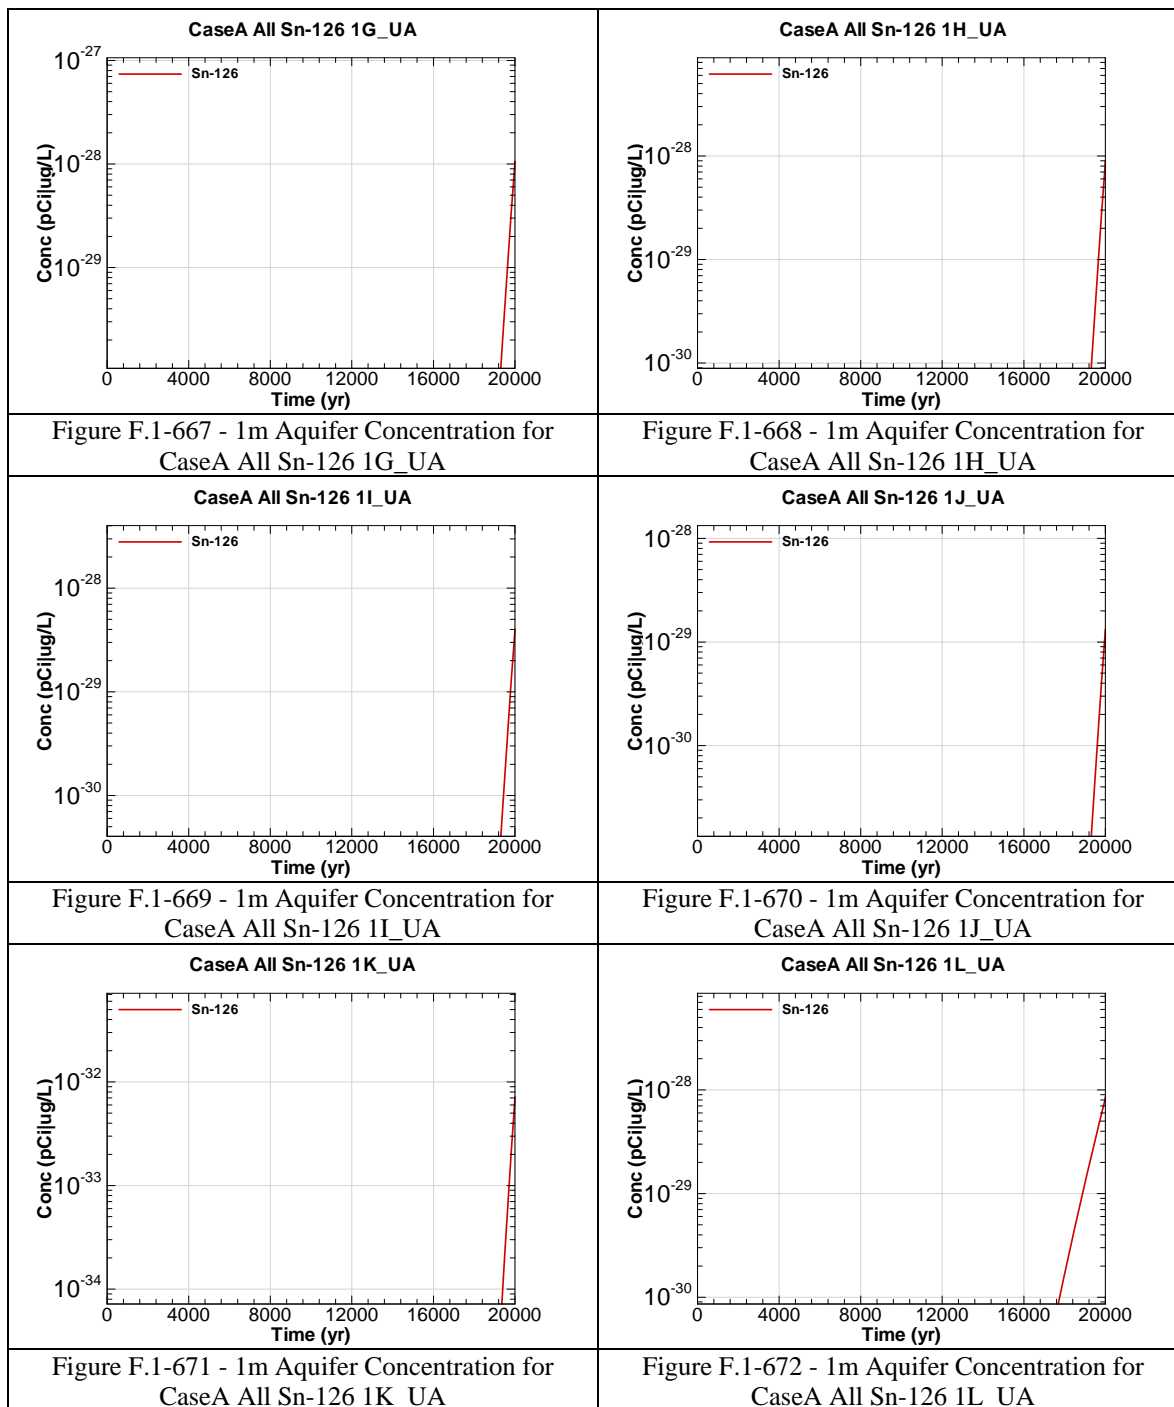 CaseA All Sn-126 1G_UA
Sn-126
10-27
10-28
10-29
Conc (pCi|ug/L)
0 4000 8000 12000 16000 20000
Time (yr)
Figure F.1-667 - 1m Aquifer Concentration for
CaseA All Sn-126 1G_UA
CaseA All Sn-126 1H_UA
Sn-126
10-28
10-29
10-30
Conc (pCi|ug/L)
0 4000 8000 12000 16000 20000
Time (yr)
Figure F.1-668 - 1m Aquifer Concentration for
CaseA All Sn-126 1H_UA
CaseA All Sn-126 1I_UA
Sn-126
10-28
10-29
10-30
Conc (pCi|ug/L)
0 4000 8000 12000 16000 20000
Time (yr)
Figure F.1-669 - 1m Aquifer Concentration for
CaseA All Sn-126 1I_UA
CaseA All Sn-126 1J_UA
Sn-126
10-28
10-29
10-30
Conc (pCi|ug/L)
0 4000 8000 12000 16000 20000
Time (yr)
Figure F.1-670 - 1m Aquifer Concentration for
CaseA All Sn-126 1J_UA
CaseA All Sn-126 1K_UA
Sn-126
10-32
10-33
10-34
Conc (pCi|ug/L)
0 4000 8000 12000 16000 20000
Time (yr)
Figure F.1-671 - 1m Aquifer Concentration for
CaseA All Sn-126 1K_UA
CaseA All Sn-126 1L_UA
Sn-126
10-28
10-29
10-30
Conc (pCi|ug/L)
0 4000 8000 12000 16000 20000
Time (yr)
Figure F.1-672 - 1m Aquifer Concentration for
CaseA All Sn-126 1L_UA